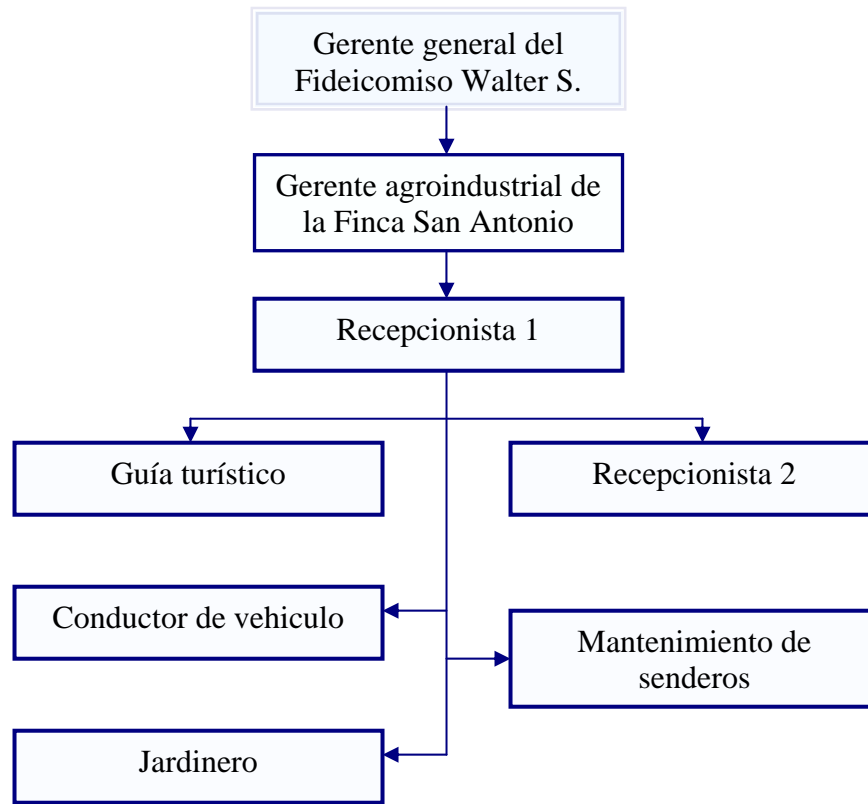 Gerente general del
Fideicomiso Walter S.
Gerente agroindustrial de
la Finca San Antonio
Recepcionista 1
Guía turístico
Recepcionista 2
Conductor de vehiculo
Mantenimiento de
senderos
Jardinero